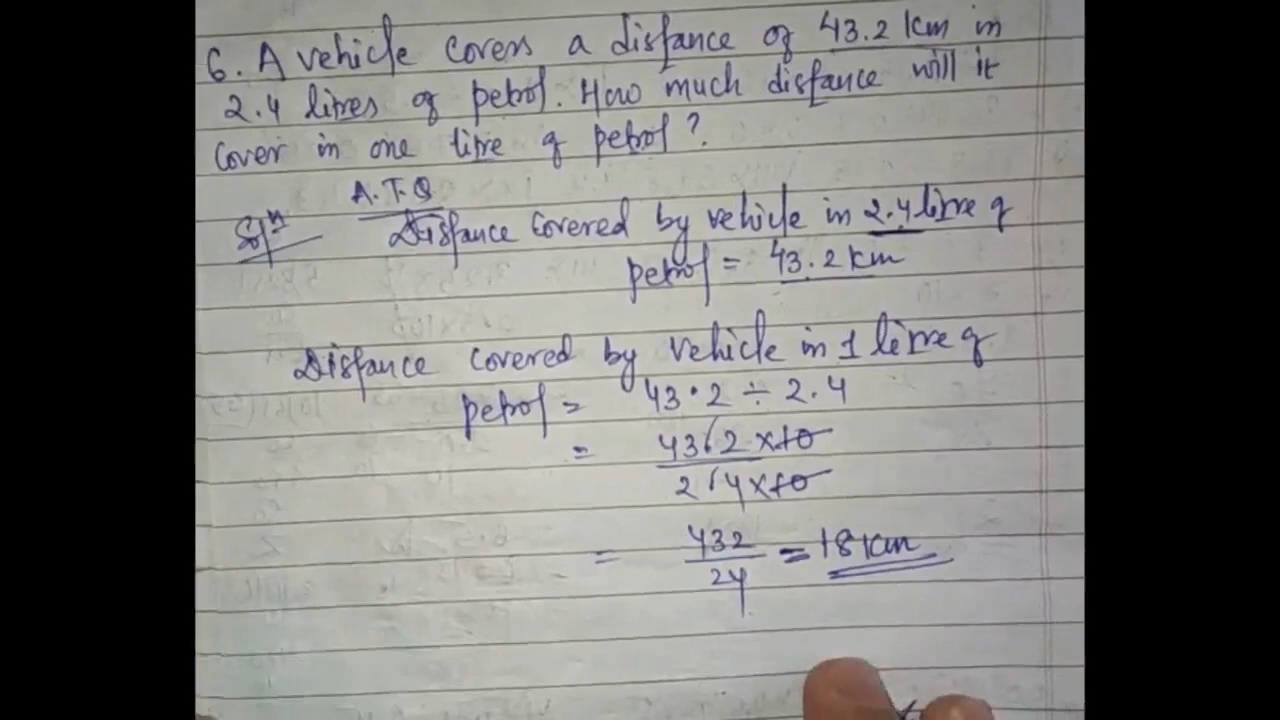 6. A vehicle covers a distance of 43.2 km in
2.4 litres of petrol. How much distance will it
cover in one litre of petrol?
A.T.Q
Solⁿ Distance covered by vehicle in 2.4 litre of
petrol = 43.2 km
Distance covered by vehicle in 1 litre of
petrol = 43.2 ÷ 2.4
= 43.2 × 10
2.4 × 10
= 432 = 18 km
24